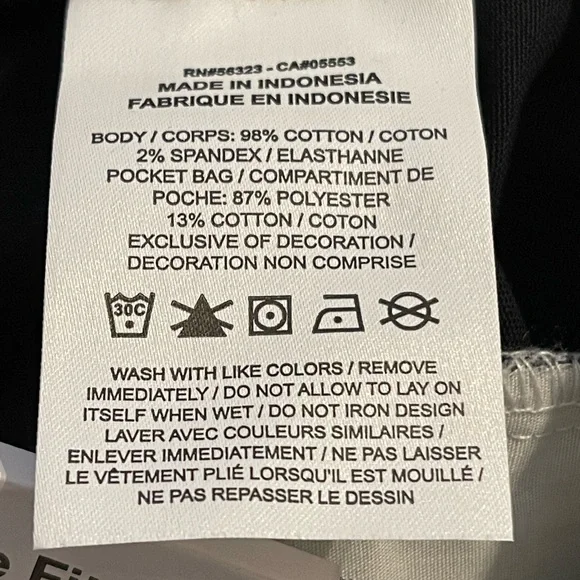 RN#56323 - CA#05553
MADE IN INDONESIA
FABRIQUE EN INDONESIE
BODY / CORPS: 98% COTTON / COTON
2% SPANDEX / ELASTHANNE
POCKET BAG / COMPARTIMENT DE
POCHE: 87% POLYESTER
13% COTTON / COTON
EXCLUSIVE OF DECORATION /
DECORATION NON COMPRISE
30C
WASH WITH LIKE COLORS / REMOVE
IMMEDIATELY / DO NOT ALLOW TO LAY ON
ITSELF WHEN WET / DO NOT IRON DESIGN
LAVER AVEC COULEURS SIMILAIRES /
ENLEVER IMMEDIATEMENT / NE PAS LAISSER
LE VÊTEMENT PLIÉ LORSQU'IL EST MOUILLÉ /
NE PAS REPASSER LE DESSIN